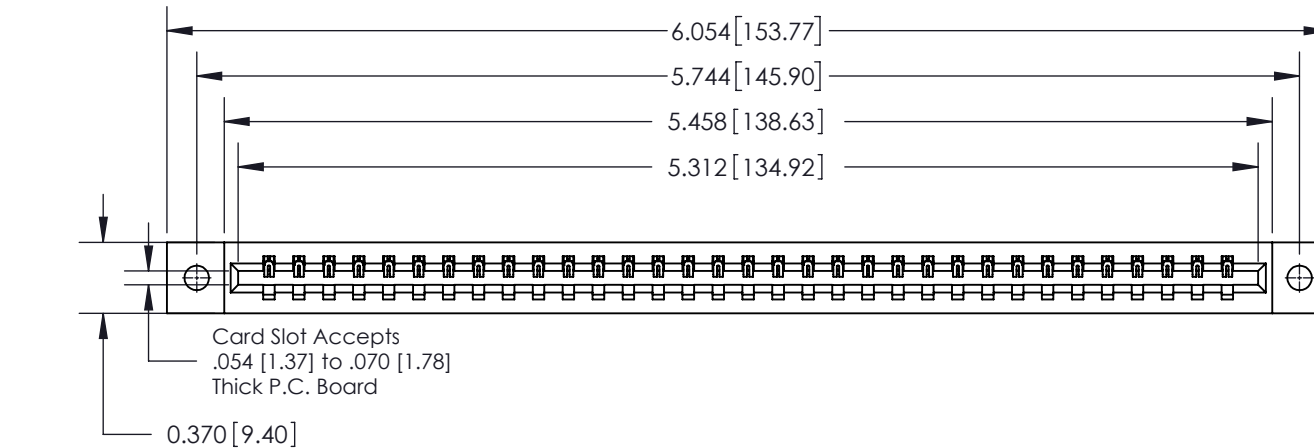 6.054[153.77]
5.744[145.90]
5.458[138.63]
5.312[134.92]
Card Slot Accepts
.054 [1.37] to .070 [1.78]
Thick P.C. Board
0.370[9.40]